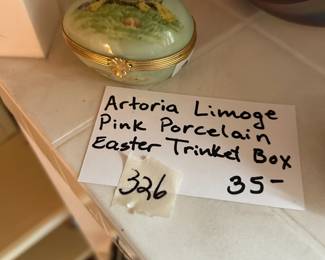 Artoria Limoge
Pink Porcelain
Easter Trinket Box
326 35-